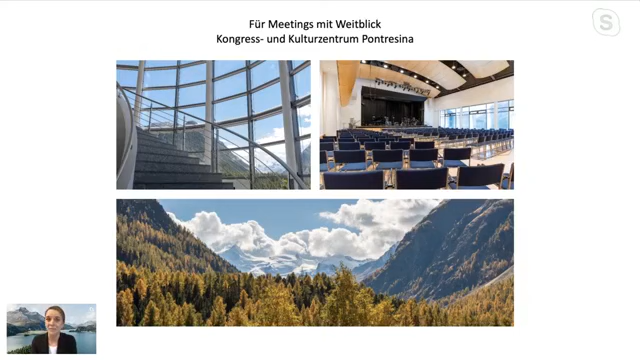 Für Meetings mit Weitblick
Kongress- und Kulturzentrum Pontresina
S